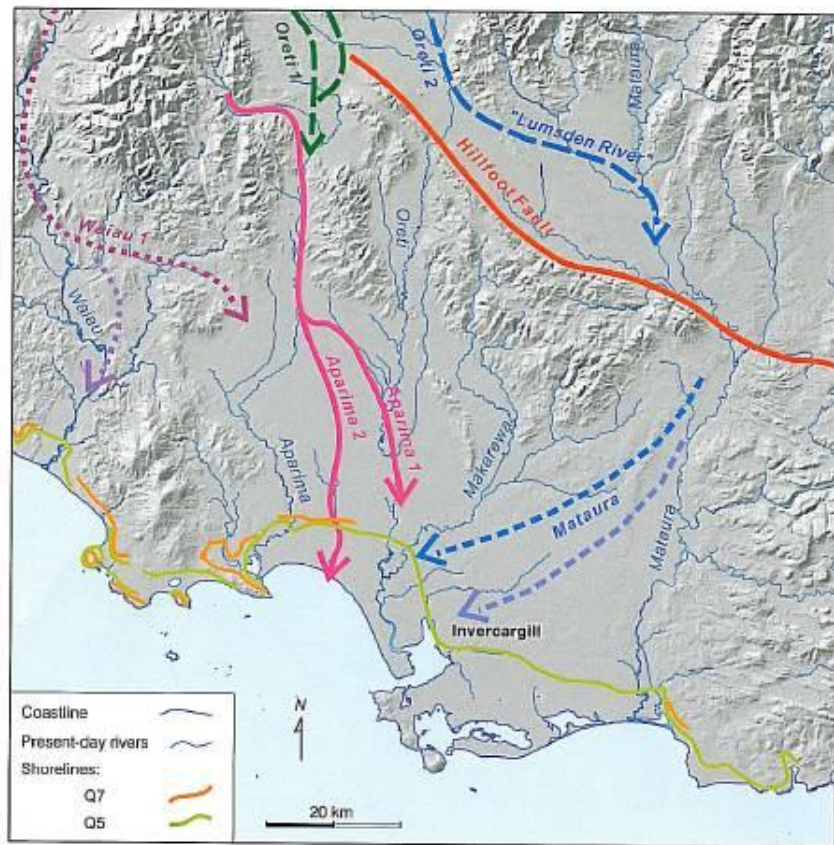 Oreti 1
Oreti 2
Mataura
"Lumsden River"
Hillfoot Fault
Waiau 1
Oreti
Waiau
Aparima 2
Aparima 1
Makarewa
Aparima
Mataura
Mataura
Invercargill
Coastline
Present-day rivers
Shorelines:
Q7
Q5
N
20 km